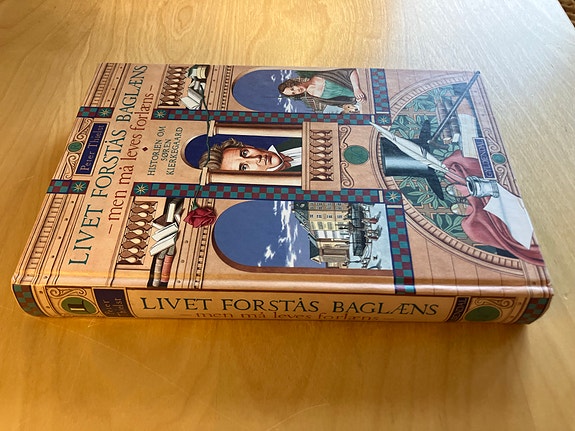 Peter Thielst
LIVET FORSTÅS BAGLÆNS
– men må leves forlæns –
HISTORIEN OM
SØREN
KIERKEGAARD
LIVET FORSTÅS BAGLÆNS
– men må leves forlæns –